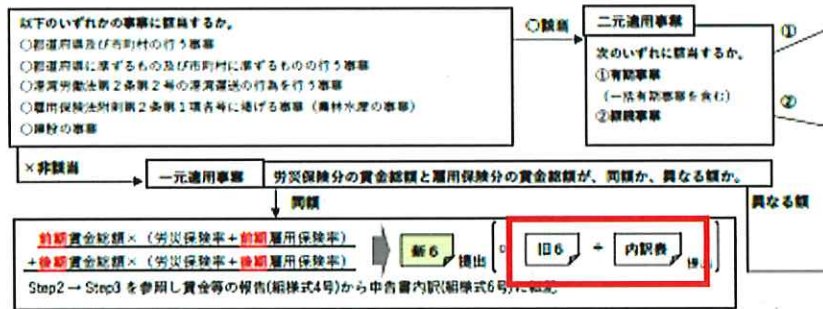 以下のいずれかの事業に該当するか。
○都道府県及び市町村の行う事業
○都道府県に準ずるもの及び市町村に準ずるものの行う事業
○港湾労働法第2条第2号の港湾運送の行為を行う事業
○雇用保険法附則第2条第1項各号に掲げる事業（農林水産の事業）
○建設の事業
○該当
二元適用事業
次のいずれに該当するか。
①有期事業
（一括有期事業を含む）
②継続事業
①
②
×非該当
一元適用事業
労災保険分の賃金総額と雇用保険分の賃金総額が、同額か、異なる額か。
同額
異なる額
前期賃金総額×（労災保険率＋前期雇用保険率）
＋後期賃金総額×（労災保険率＋後期雇用保険率）
新6
提出
旧6
＋
内訳表
提出
Step2→Step3を参照し賃金等の報告(組様式4号)から申告書内訳(組様式6号)に